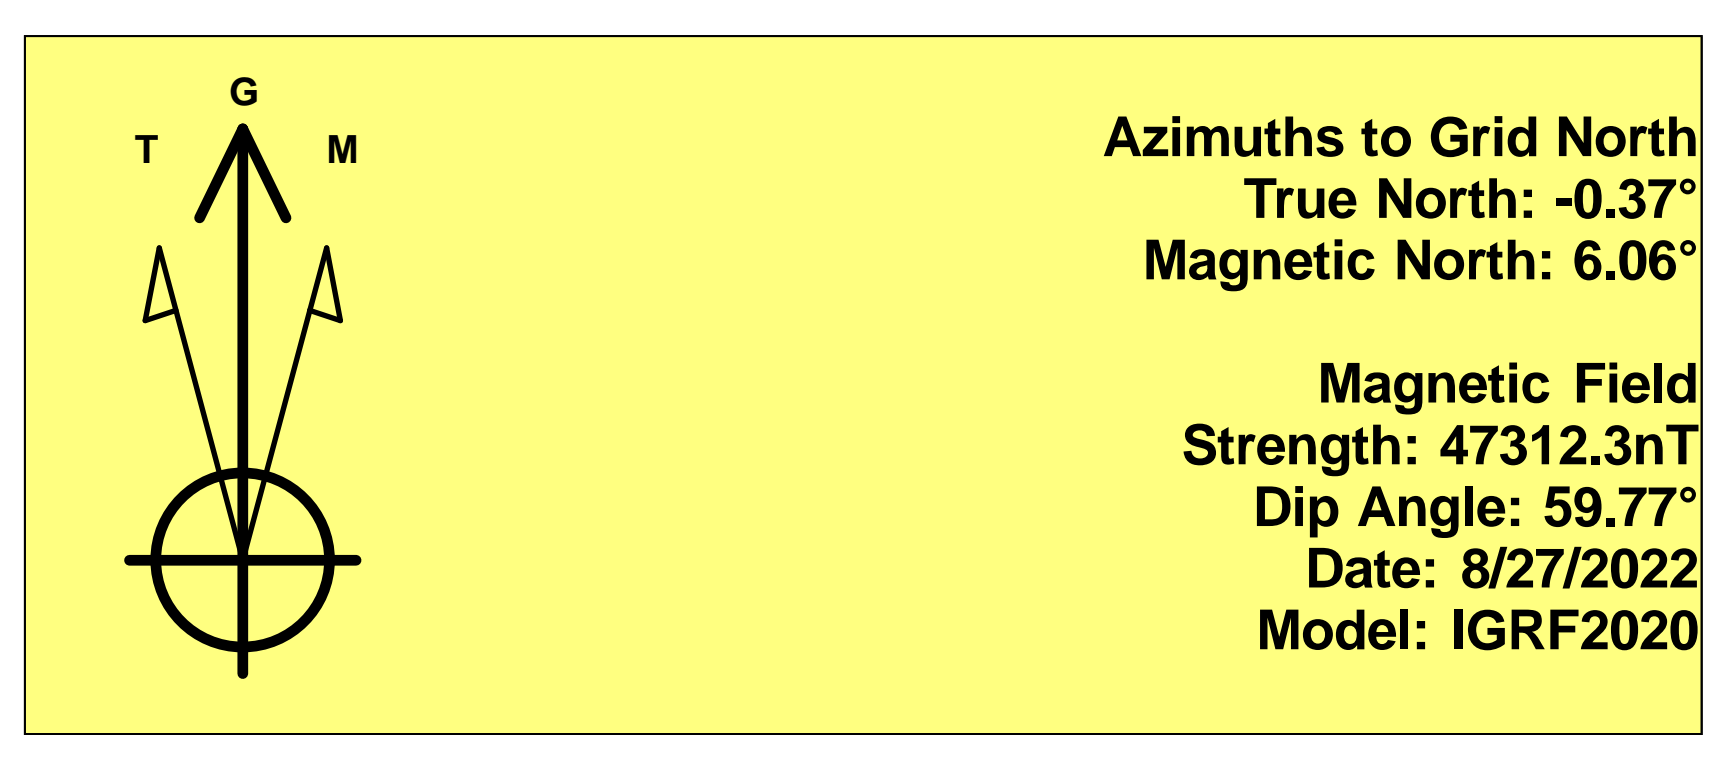 G
T
M
Azimuths to Grid North
True North: -0.37°
Magnetic North: 6.06°
Magnetic Field
Strength: 47312.3nT
Dip Angle: 59.77°
Date: 8/27/2022
Model: IGRF2020